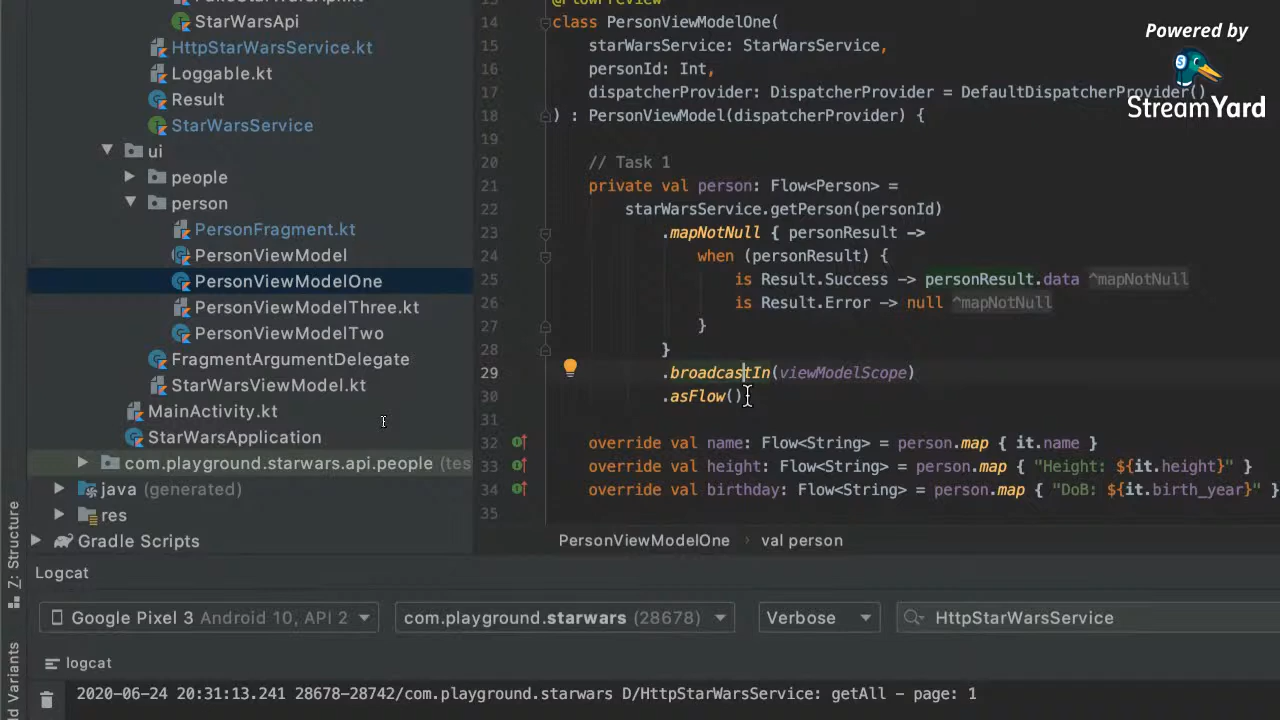 StarWarsApi
HttpStarWarsService.kt
Loggable.kt
Result
StarWarsService
ui
people
person
PersonFragment.kt
PersonViewModel
PersonViewModelOne
PersonViewModelThree.kt
PersonViewModelTwo
FragmentArgumentDelegate
StarWarsViewModel.kt
MainActivity.kt
StarWarsApplication
com.playground.starwars.api.people (tes
java (generated)
res
Gradle Scripts
Z: Structure
d Variants
14 class PersonViewModelOne(
15 starWarsService: StarWarsService,
16 personId: Int,
17 dispatcherProvider: DispatcherProvider = DefaultDispatcherProvider()
18 ) : PersonViewModel(dispatcherProvider) {
19
20 // Task 1
21 private val person: Flow<Person> =
22 starWarsService.getPerson(personId)
23 .mapNotNull { personResult ->
24 when (personResult) {
25 is Result.Success -> personResult.data ^mapNotNull
26 is Result.Error -> null ^mapNotNull
27 }
28 }
29 .broadcastIn(viewModelScope)
30 .asFlow()
31
32 override val name: Flow<String> = person.map { it.name }
33 override val height: Flow<String> = person.map { "Height: ${it.height}" }
34 override val birthday: Flow<String> = person.map { "DoB: ${it.birth_year}" }
35
PersonViewModelOne › val person
Powered by
StreamYard
Logcat
Google Pixel 3 Android 10, API 2
com.playground.starwars (28678)
Verbose
HttpStarWarsService
logcat
2020-06-24 20:31:13.241 28678-28742/com.playground.starwars D/HttpStarWarsService: getAll - page: 1